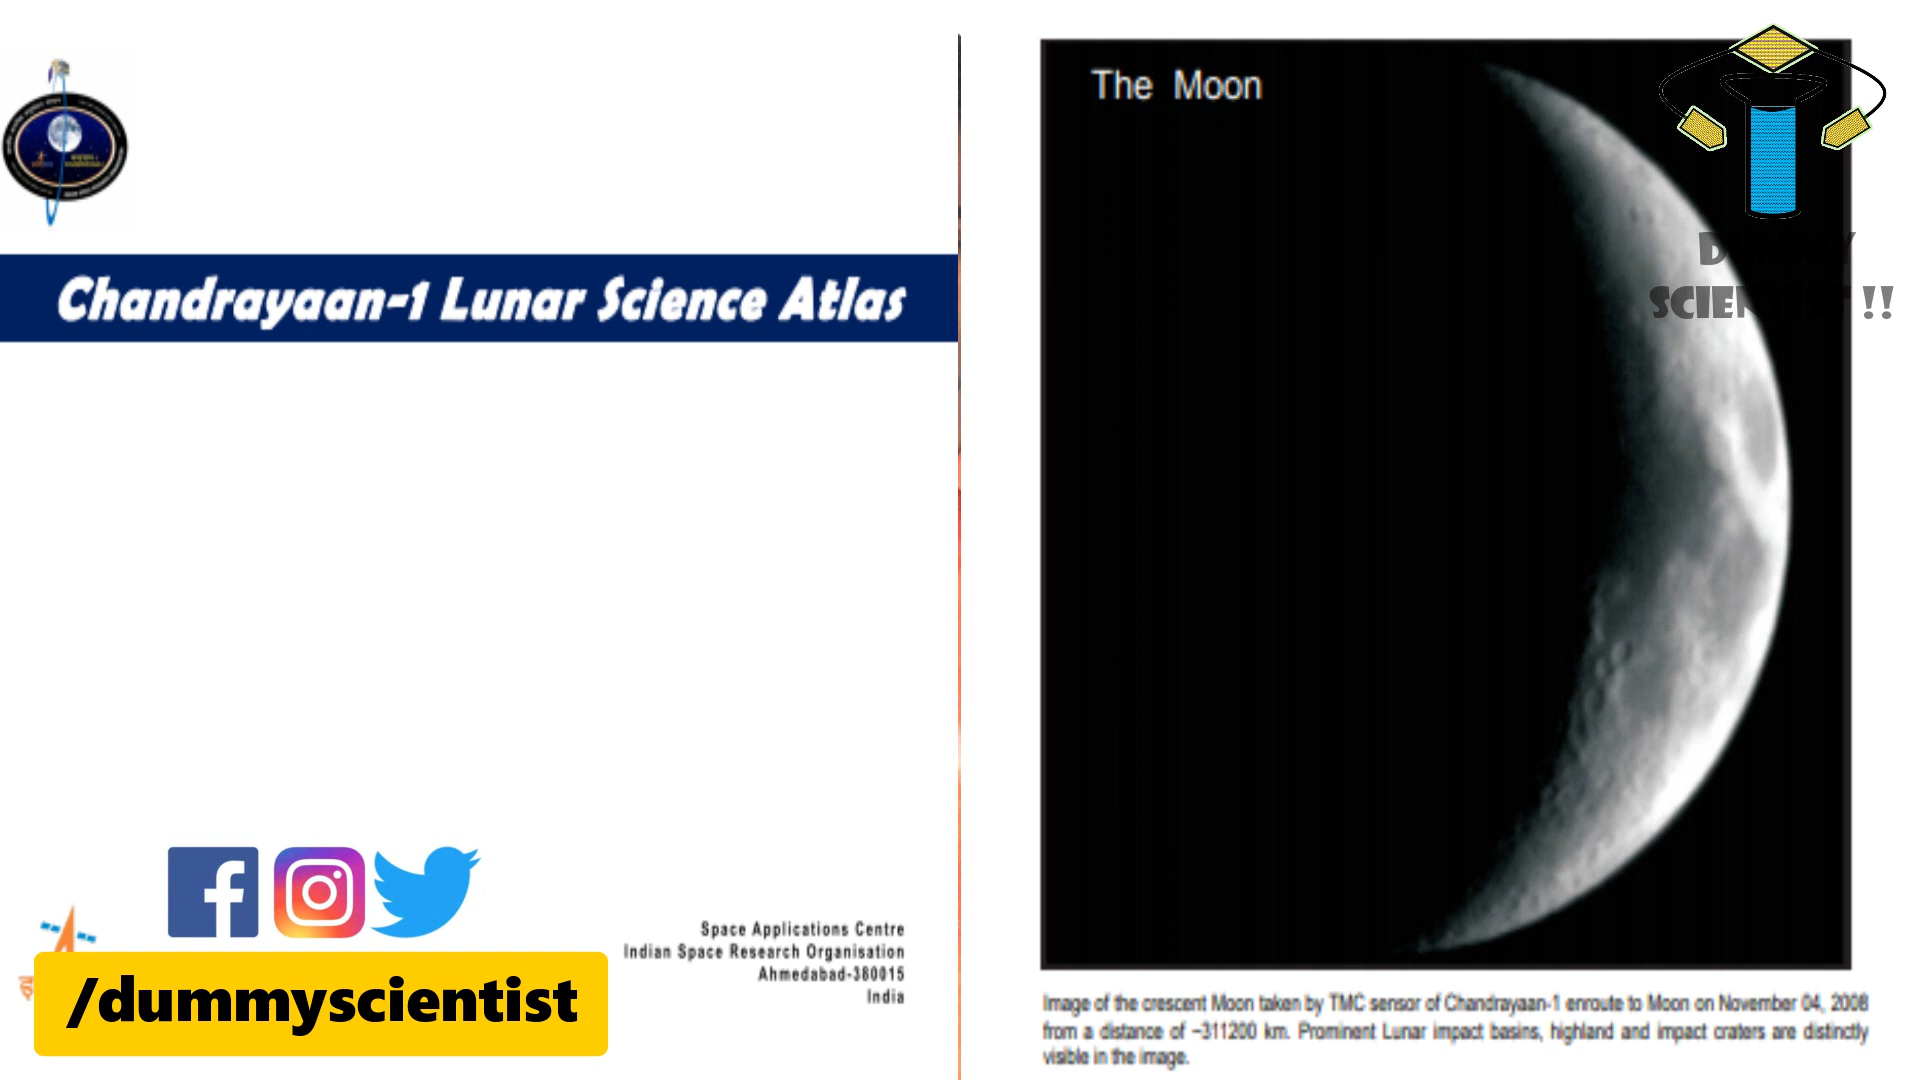 Chandrayaan-1 Lunar Science Atlas
Space Applications Centre
Indian Space Research Organisation
Ahmedabad-380015
India
/dummyscientist
The Moon
DUMMY
SCIENTIST !!
Image of the crescent Moon taken by TMC sensor of Chandrayaan-1 enroute to Moon on November 04, 2008
from a distance of ~311200 km. Prominent Lunar impact basins, highland and impact craters are distinctly
visible in the image.